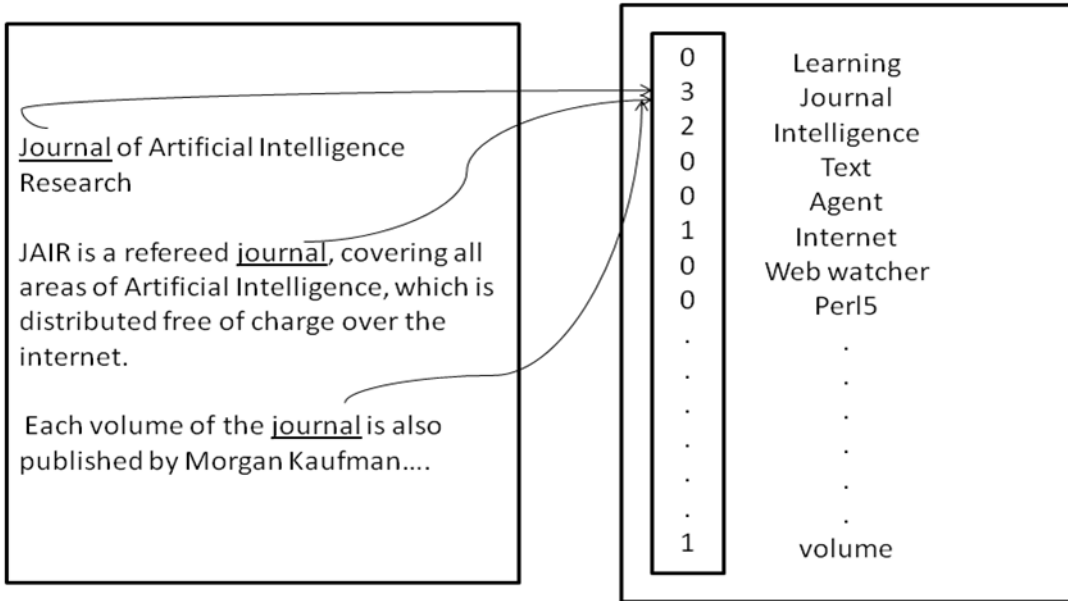 Journal of Artificial Intelligence
Research
JAIR is a refereed journal, covering all
areas of Artificial Intelligence, which is
distributed free of charge over the
internet.
Each volume of the journal is also
published by Morgan Kaufman....
0 Learning
3 Journal
2 Intelligence
0 Text
0 Agent
1 Internet
0 Web watcher
0 Perl5
. .
. .
. .
. .
. .
. .
1 volume